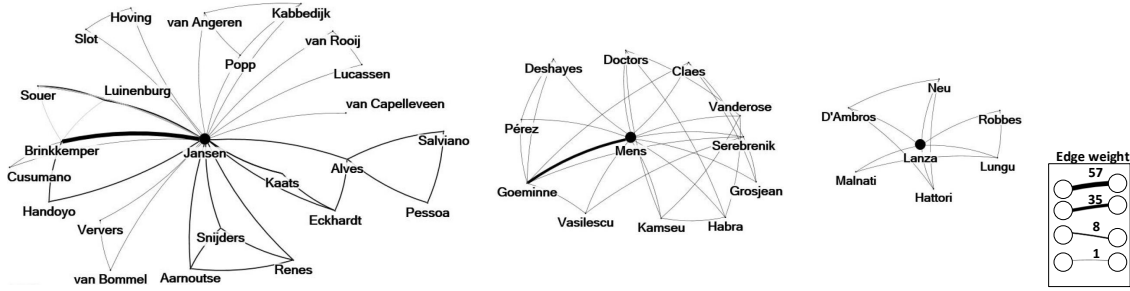 Hoving
van Angeren
Kabbedijk
Slot
van Rooij
Popp
Lucassen
Souer
Luinenburg
van Capelleveen
Brinkkemper
Jansen
Salviano
Cusumano
Alves
Kaats
Handoyo
Eckhardt
Pessoa
Ververs
Snijders
van Bommel
Aarnoutse
Renes
Deshayes
Doctors
Claes
Vanderose
Pérez
Mens
Serebrenik
Goeminne
Grosjean
Vasilescu
Kamseu
Habra
Neu
D'Ambros
Robbes
Lanza
Malnati
Lungu
Hattori
Edge weight
57
35
8
1